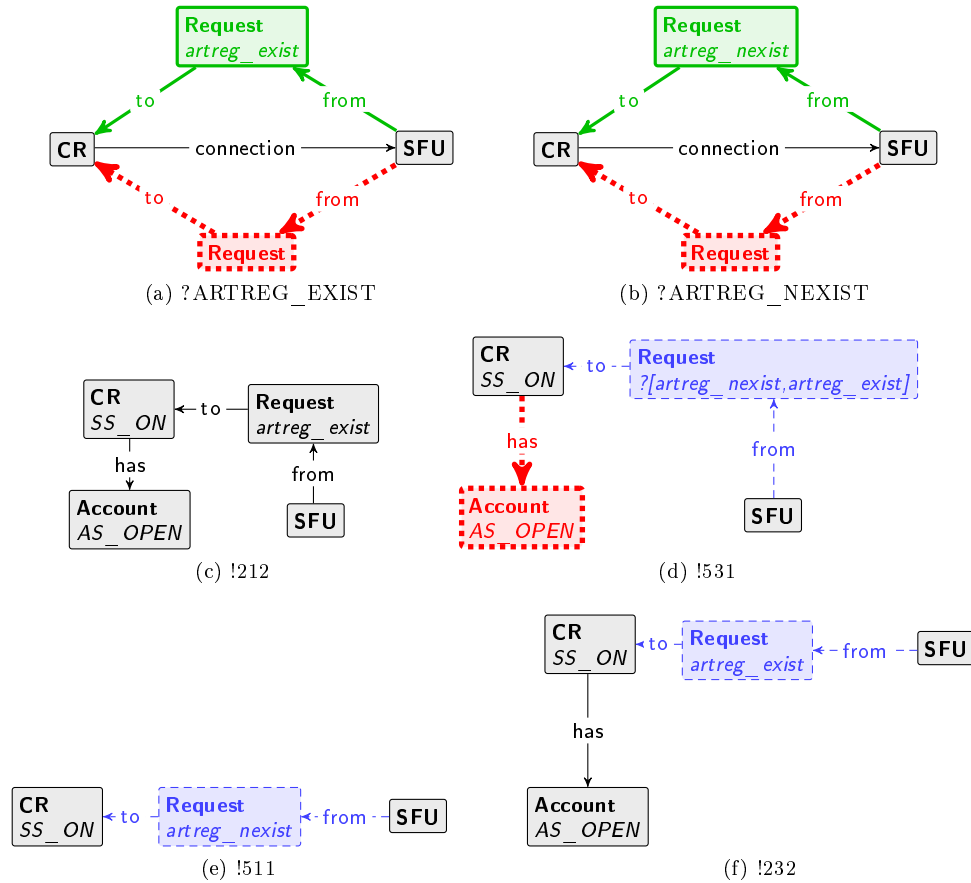 Request
artreg_exist
to
from
CR
connection
SFU
to
from
Request
(a) ?ARTREG_EXIST
Request
artreg_nexist
to
from
CR
connection
SFU
to
from
Request
(b) ?ARTREG_NEXIST
CR
SS_ON
to
Request
artreg_exist
has
from
Account
AS_OPEN
SFU
(c) !212
CR
SS_ON
to
Request
?[artreg_nexist,artreg_exist]
has
from
Account
AS_OPEN
SFU
(d) !531
CR
SS_ON
to
Request
artreg_nexist
from
SFU
(e) !511
CR
SS_ON
to
Request
artreg_exist
from
SFU
has
Account
AS_OPEN
(f) !232